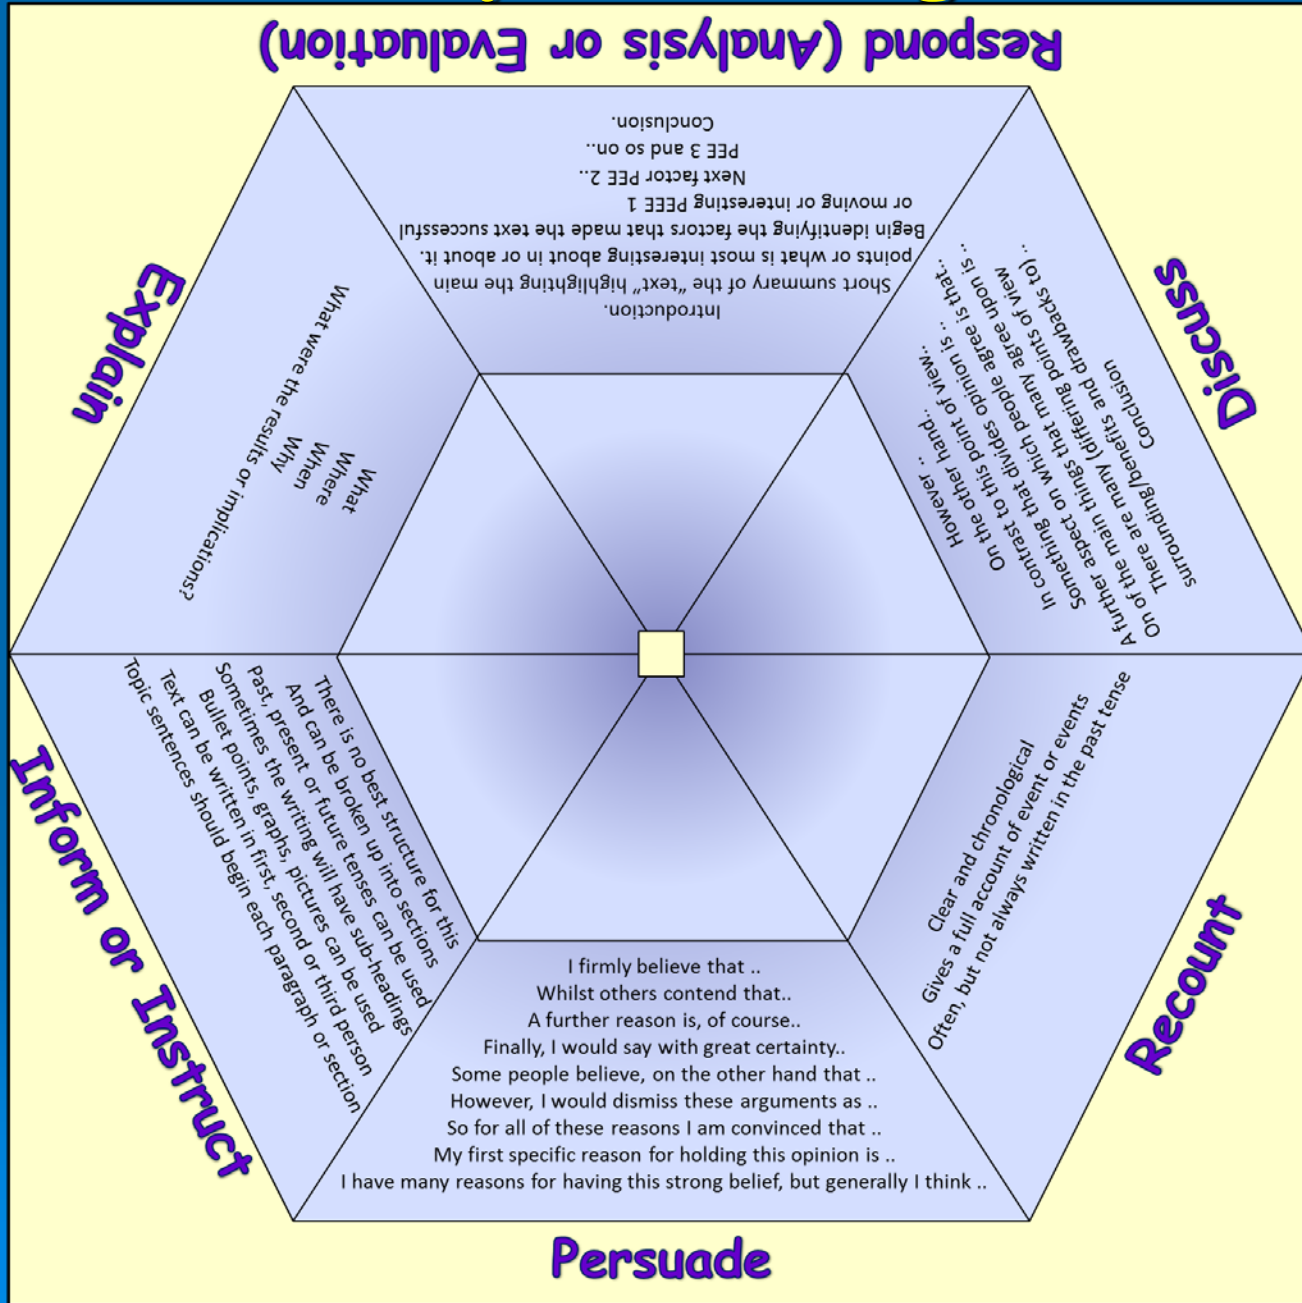 Respond (Analysis or Evaluation)
Introduction.
Short summary of the "text" highlighting the main
points or what is most interesting about in or about it.
Begin identifying the factors that made the text successful
or moving or interesting PEEE 1
Next factor PEE 2..
PEE 3 and so on..
Conclusion.
Discuss
However ..
On the other hand..
In contrast to this point of view..
Something that divides opinion is ..
A further aspect on which people agree is that..
On of the main things that many agree upon is ..
There are many (differing points of view
surrounding/benefits and drawbacks to)..
Conclusion
Recount
Clear and chronological
Gives a full account of event or events
Often, but not always written in the past tense
Persuade
I firmly believe that ..
Whilst others contend that..
A further reason is, of course..
Finally, I would say with great certainty..
Some people believe, on the other hand that ..
However, I would dismiss these arguments as ..
So for all of these reasons I am convinced that ..
My first specific reason for holding this opinion is ..
I have many reasons for having this strong belief, but generally I think ..
Inform or Instruct
There is no best structure for this
And can be broken up into sections
Past, present or future tenses can be used
Sometimes the writing will have sub-headings
Bullet points, graphs, pictures can be used
Text can be written in first, second or third person
Topic sentences should begin each paragraph or section
Explain
What
Where
When
Why
What were the results or implications?